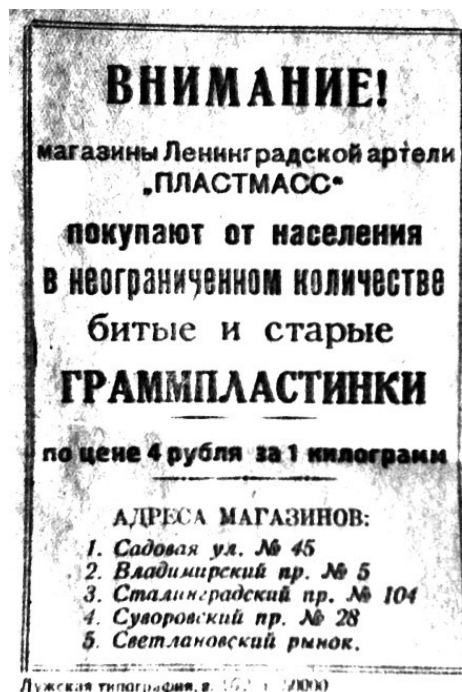 ВНИМАНИЕ!
магазины Ленинградской артели
„ПЛАСТМАСС“
покупают от населения
в неограниченном количестве
битые и старые
ГРАММПЛАСТИНКИ
по цене 4 рубля за 1 килограмм
АДРЕСА МАГАЗИНОВ:
1. Садовая ул. № 45
2. Владимирский пр. № 5
3. Сталинградский пр. № 104
4. Суворовский пр. № 28
5. Светлановский рынок.
Лужская типография, з.